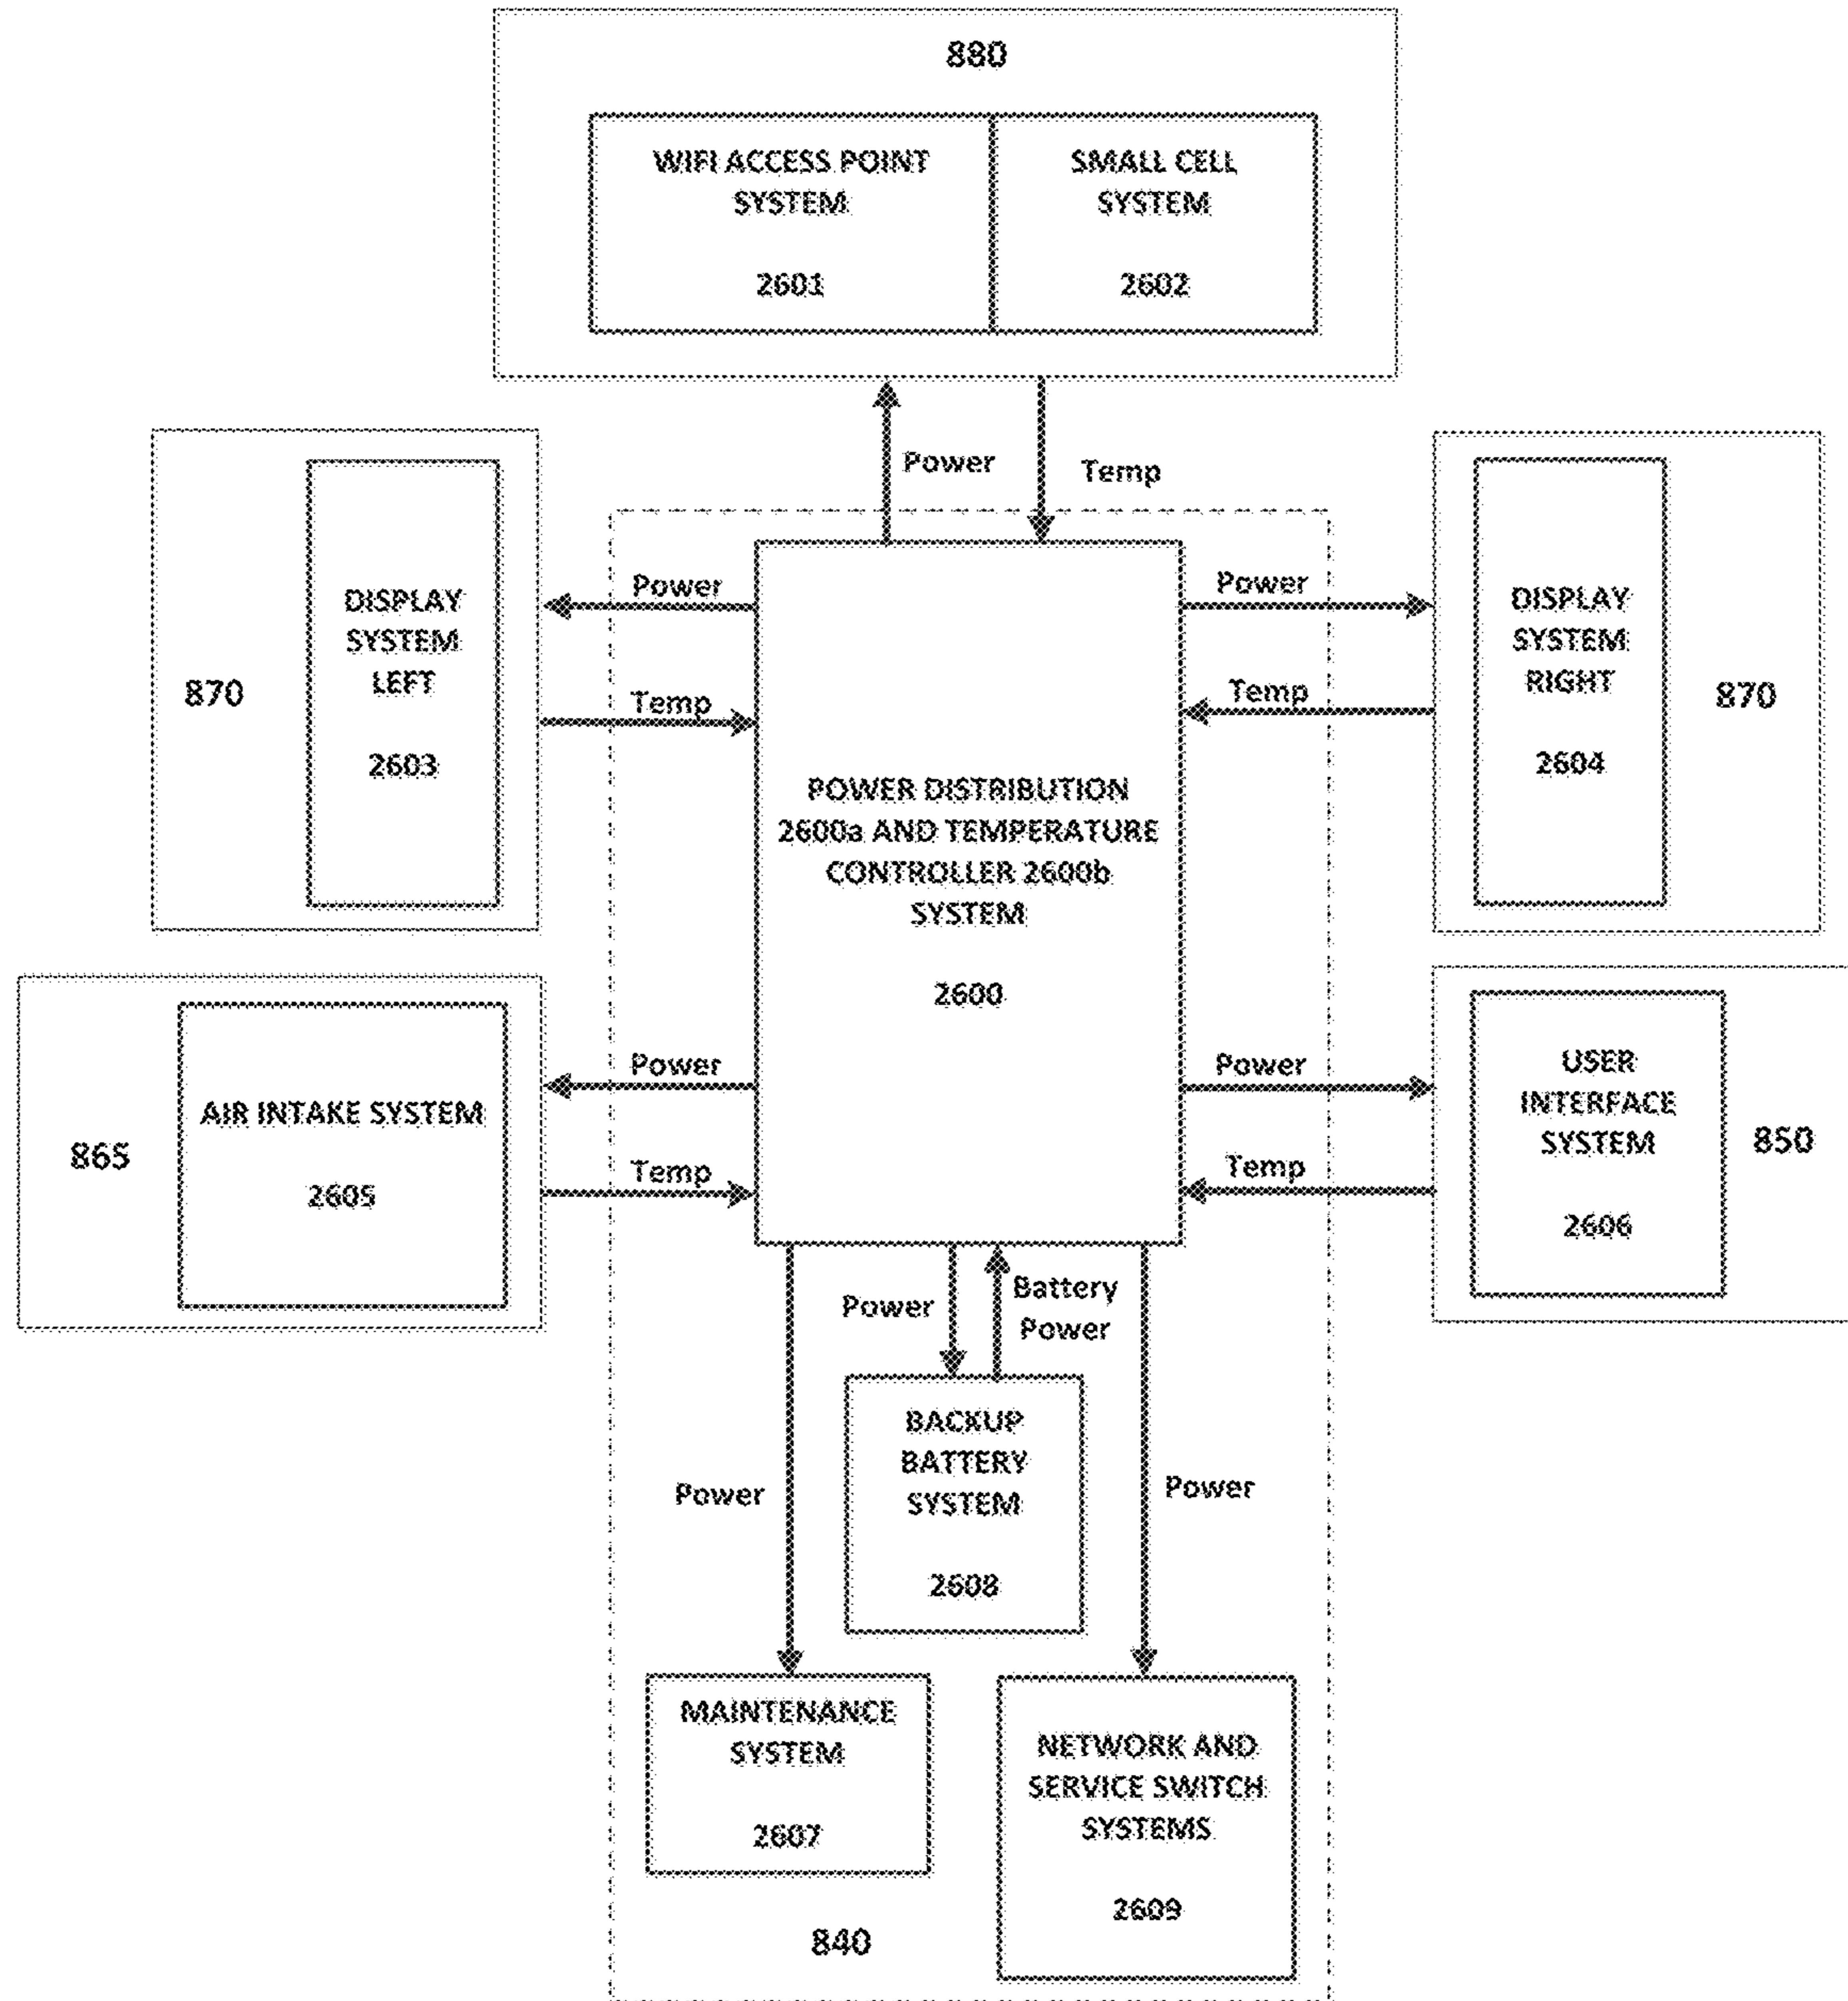 880
WIFI ACCESS POINT
SYSTEM
2601
SMALL CELL
SYSTEM
2602
Power
Temp
870
DISPLAY
SYSTEM
LEFT
2603
Power
Temp
Power
Temp
DISPLAY
SYSTEM
RIGHT
2604
870
POWER DISTRIBUTION
2600a AND TEMPERATURE
CONTROLLER 2600b
SYSTEM
2600
865
AIR INTAKE SYSTEM
2605
Power
Temp
Power
Temp
USER
INTERFACE
SYSTEM
2606
850
Power
Battery
Power
BACKUP
BATTERY
SYSTEM
2608
Power
Power
MAINTENANCE
SYSTEM
2607
NETWORK AND
SERVICE SWITCH
SYSTEMS
2609
840